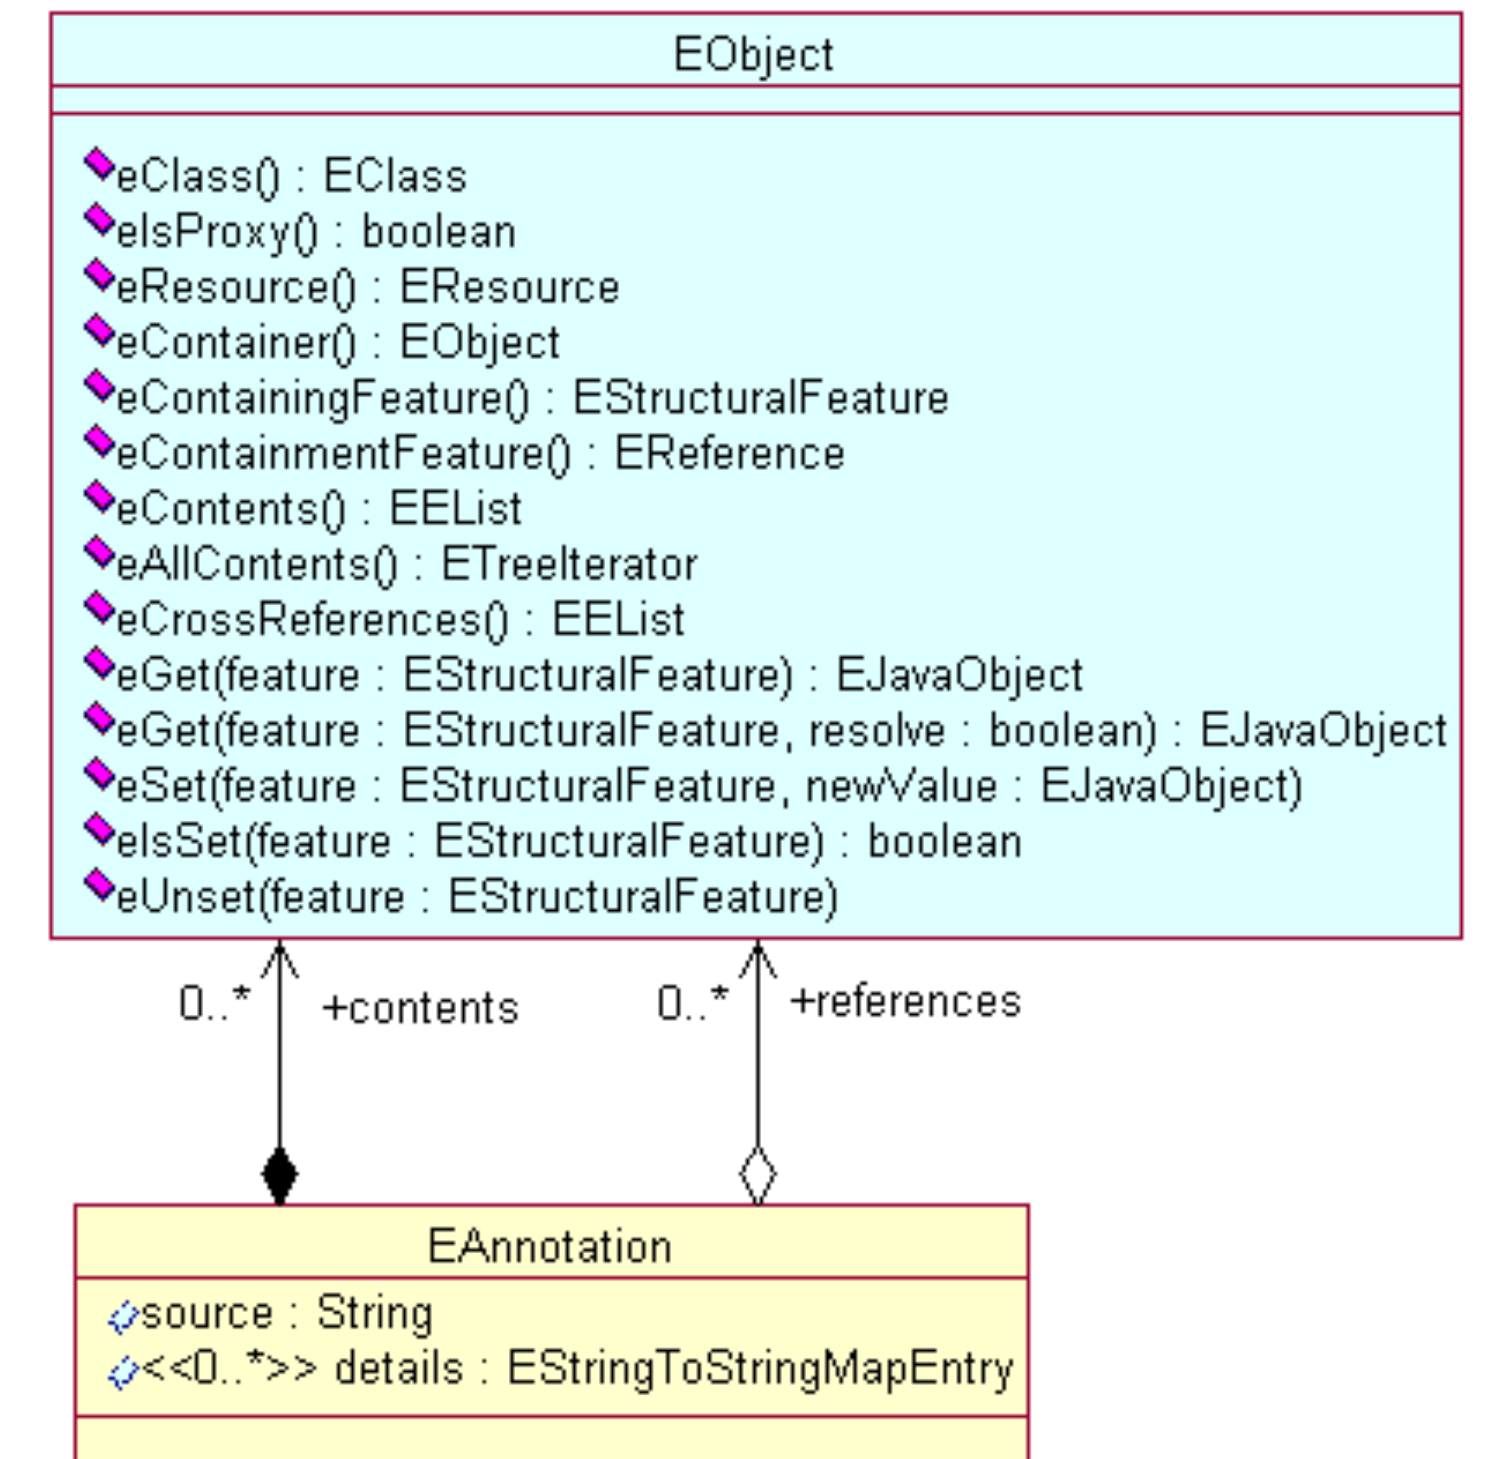 EObject
eClass() : EClass
eIsProxy() : boolean
eResource() : EResource
eContainer() : EObject
eContainingFeature() : EStructuralFeature
eContainmentFeature() : EReference
eContents() : EEList
eAllContents() : ETreeIterator
eCrossReferences() : EEList
eGet(feature : EStructuralFeature) : EJavaObject
eGet(feature : EStructuralFeature, resolve : boolean) : EJavaObject
eSet(feature : EStructuralFeature, newValue : EJavaObject)
eIsSet(feature : EStructuralFeature) : boolean
eUnset(feature : EStructuralFeature)
0..* +contents 0..* +references
EAnnotation
source : String
<<0..*>> details : EStringToStringMapEntry